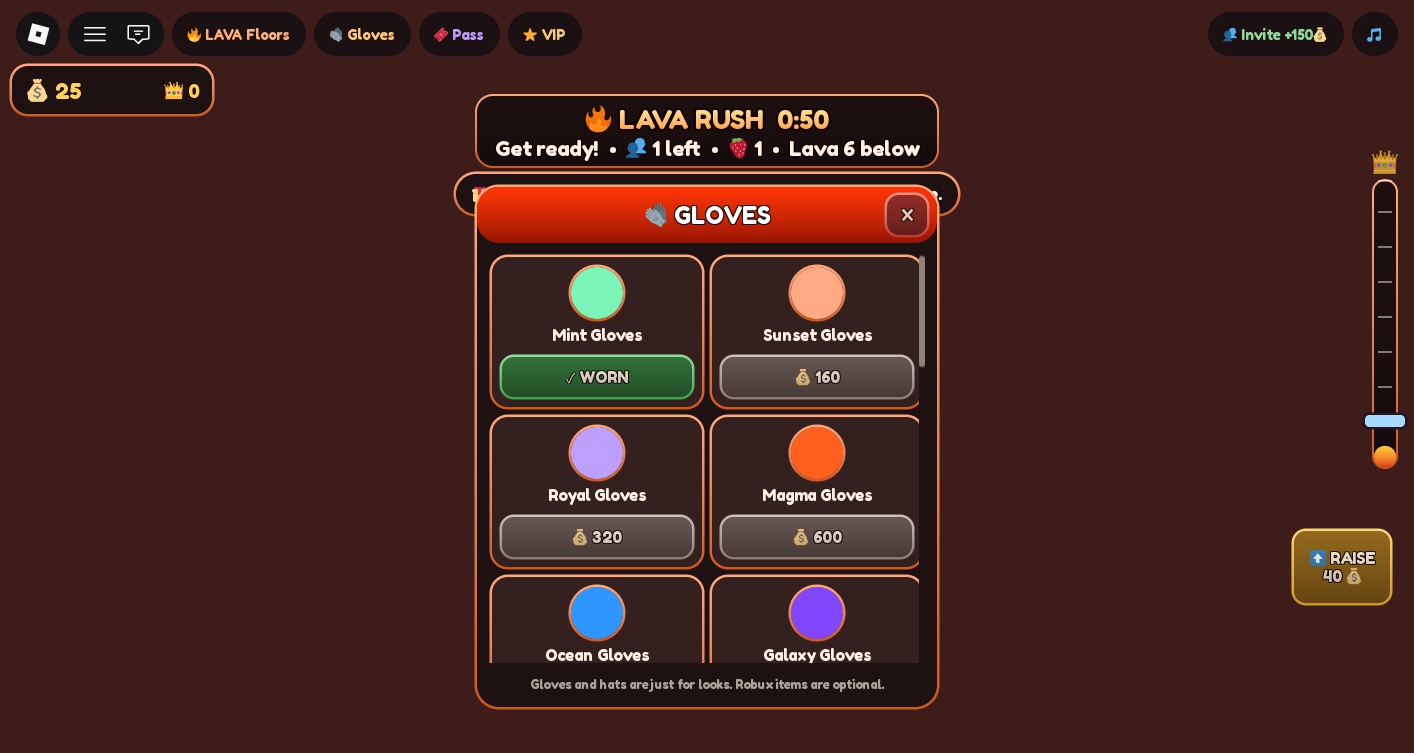 LAVA Floors
Gloves
Pass
VIP
Invite +150
25
0
LAVA RUSH 0:50
Get ready! • 1 left • 1 • Lava 6 below
GLOVES
X
Mint Gloves
Sunset Gloves
✓ WORN
160
Royal Gloves
Magma Gloves
320
600
Ocean Gloves
Galaxy Gloves
Gloves and hats are just for looks. Robux items are optional.
RAISE
40